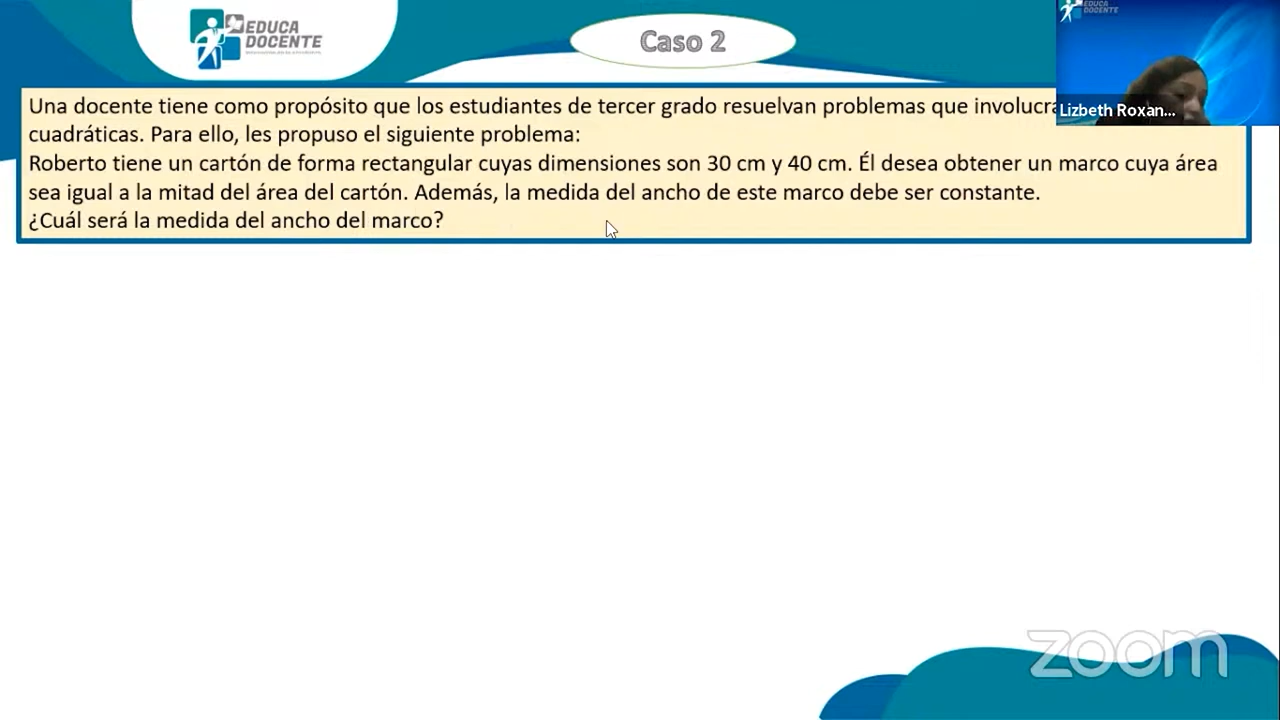 EDUCA
DOCENTE
Caso 2
EDUCA
DOCENTE
Una docente tiene como propósito que los estudiantes de tercer grado resuelvan problemas que
Lizbeth Roxan...
cuadráticas. Para ello, les propuso el siguiente problema:
Roberto tiene un cartón de forma rectangular cuyas dimensiones son 30 cm y 40 cm. Él desea obtener un marco cuya área
sea igual a la mitad del área del cartón. Además, la medida del ancho de este marco debe ser constante.
¿Cuál será la medida del ancho del marco?
zoom